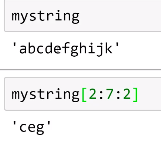 mystring
'abcdefghijk'
mystring[2:7:2]
'ceg'